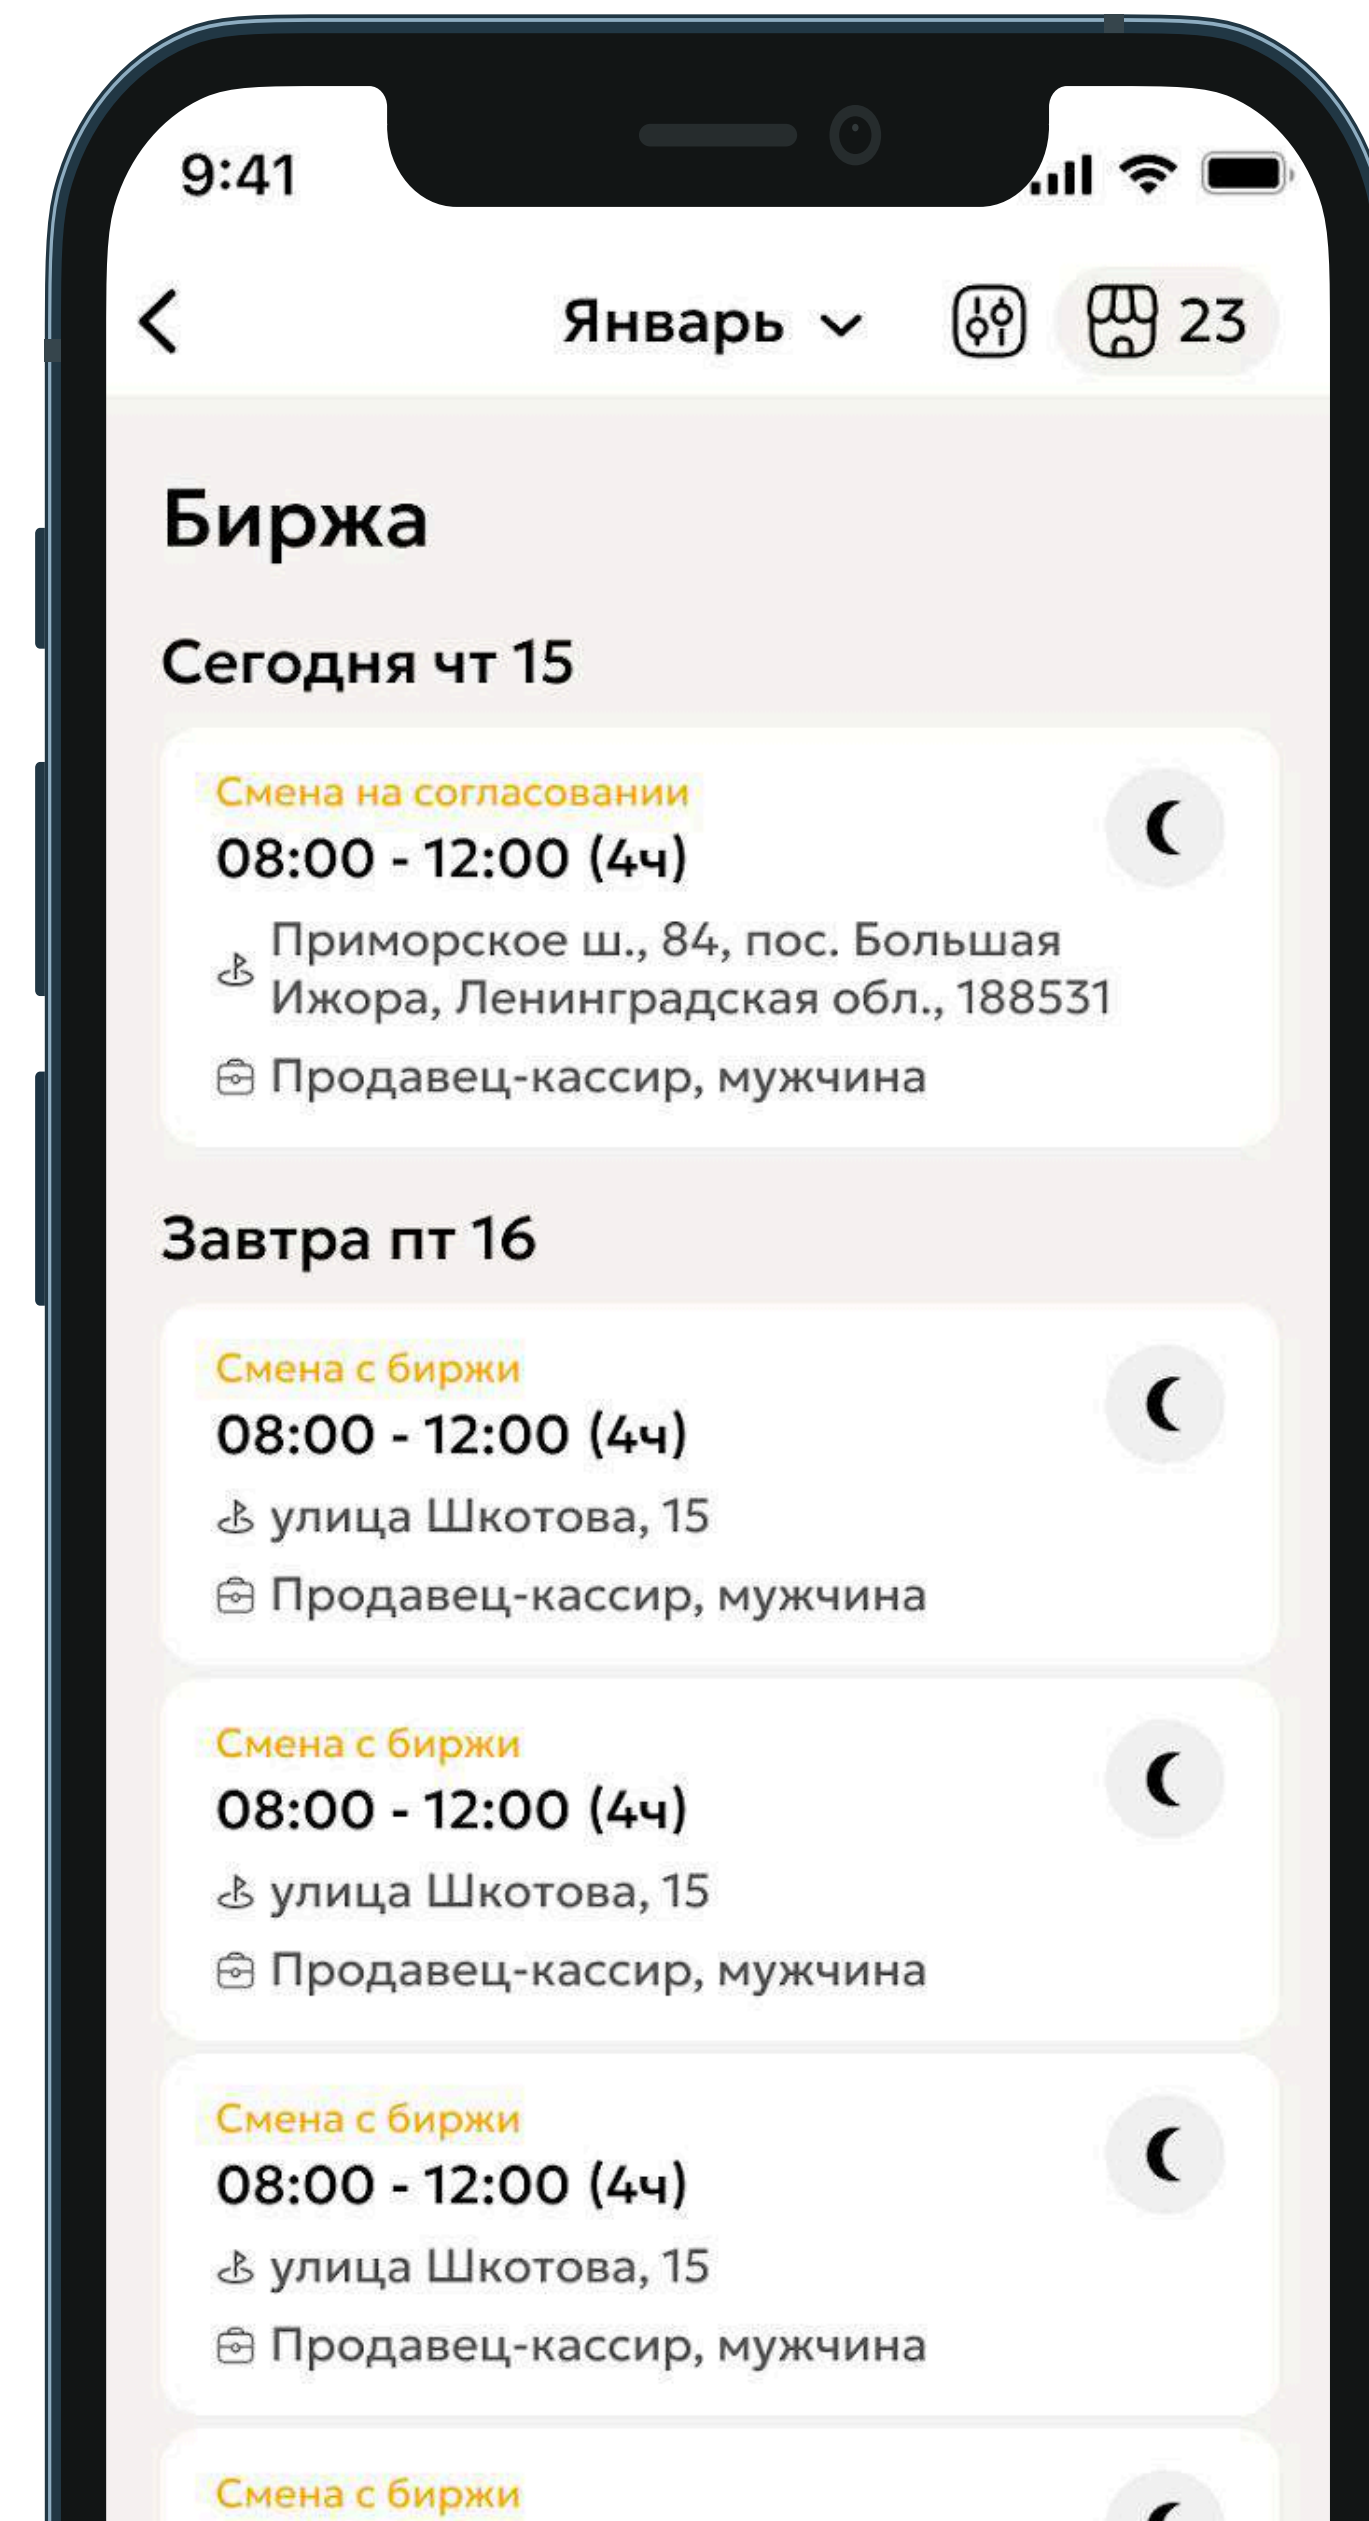 9:41
Январь
23
Биржа
Сегодня чт 15
Смена на согласовании
08:00 - 12:00 (4ч)
Приморское ш., 84, пос. Большая
Ижора, Ленинградская обл., 188531
Продавец-кассир, мужчина
Завтра пт 16
Смена с биржи
08:00 - 12:00 (4ч)
улица Шкотова, 15
Продавец-кассир, мужчина
Смена с биржи
08:00 - 12:00 (4ч)
улица Шкотова, 15
Продавец-кассир, мужчина
Смена с биржи
08:00 - 12:00 (4ч)
улица Шкотова, 15
Продавец-кассир, мужчина
Смена с биржи